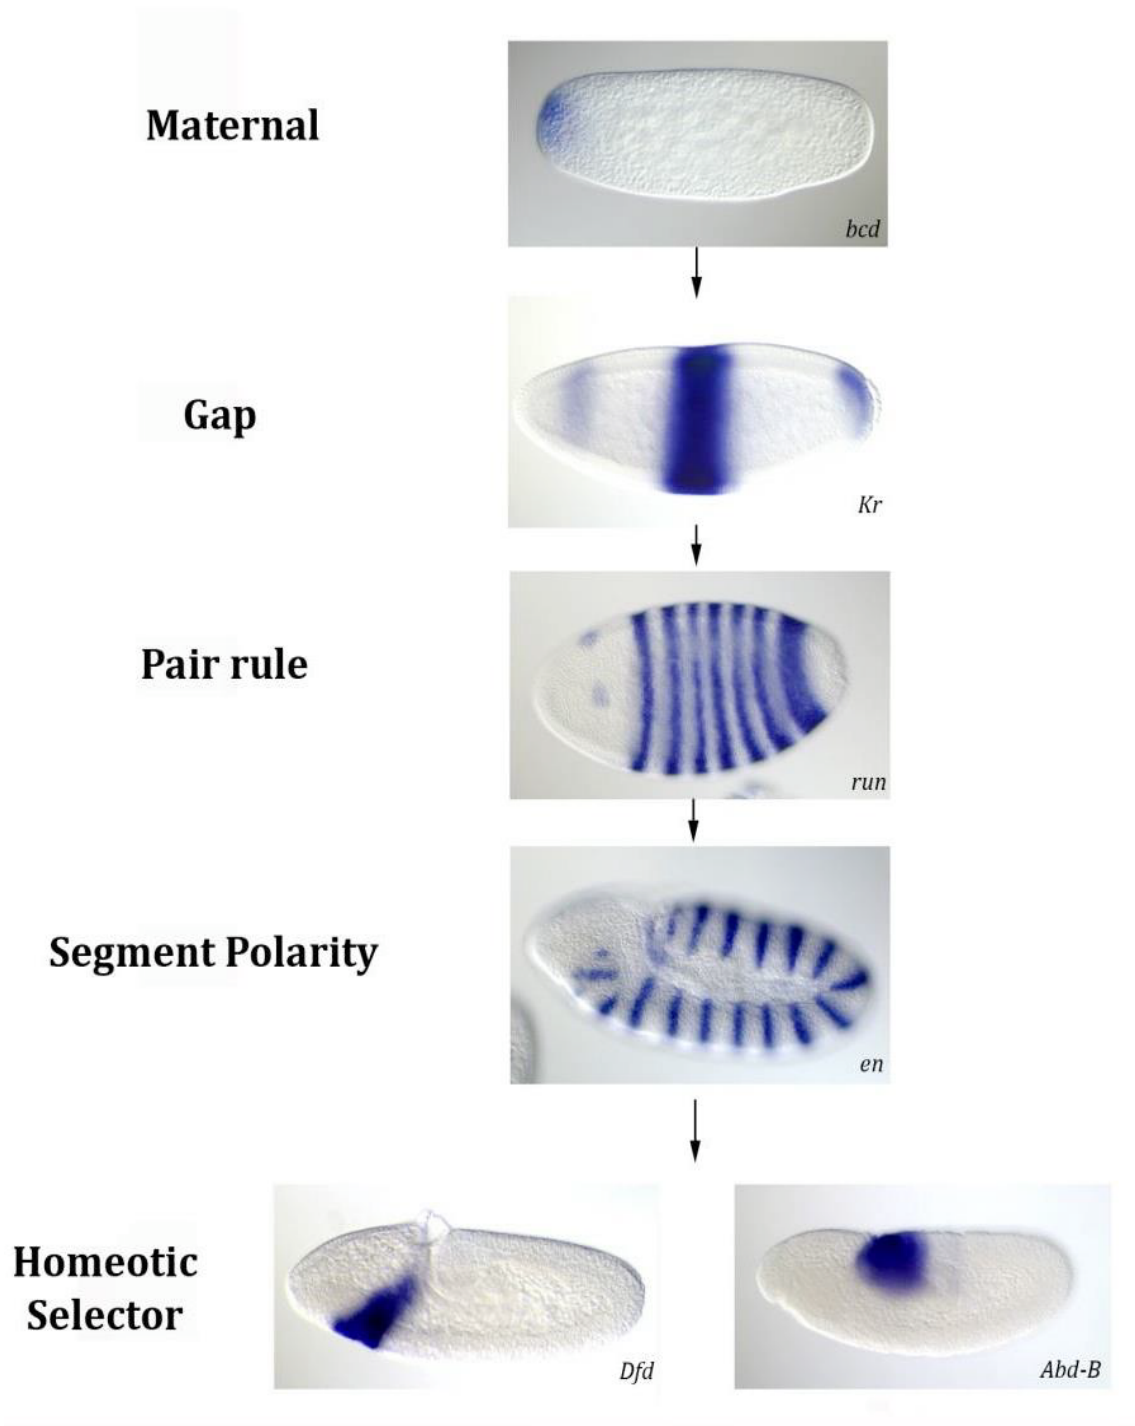 Maternal
bcd
Gap
Kr
Pair rule
run
Segment Polarity
en
Homeotic
Selector
Dfd
Abd-B